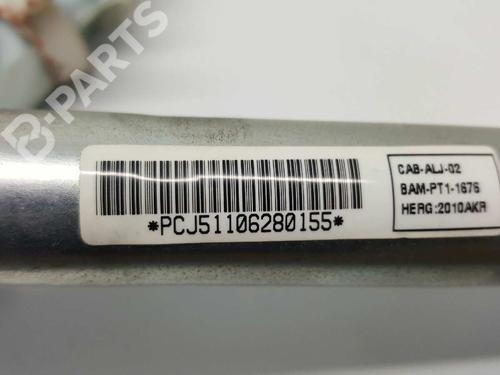 B-PARTS
CAB-ALJ-02
BAM-PT1-1676
HERG:2010AKR
*PCJ51106280155*